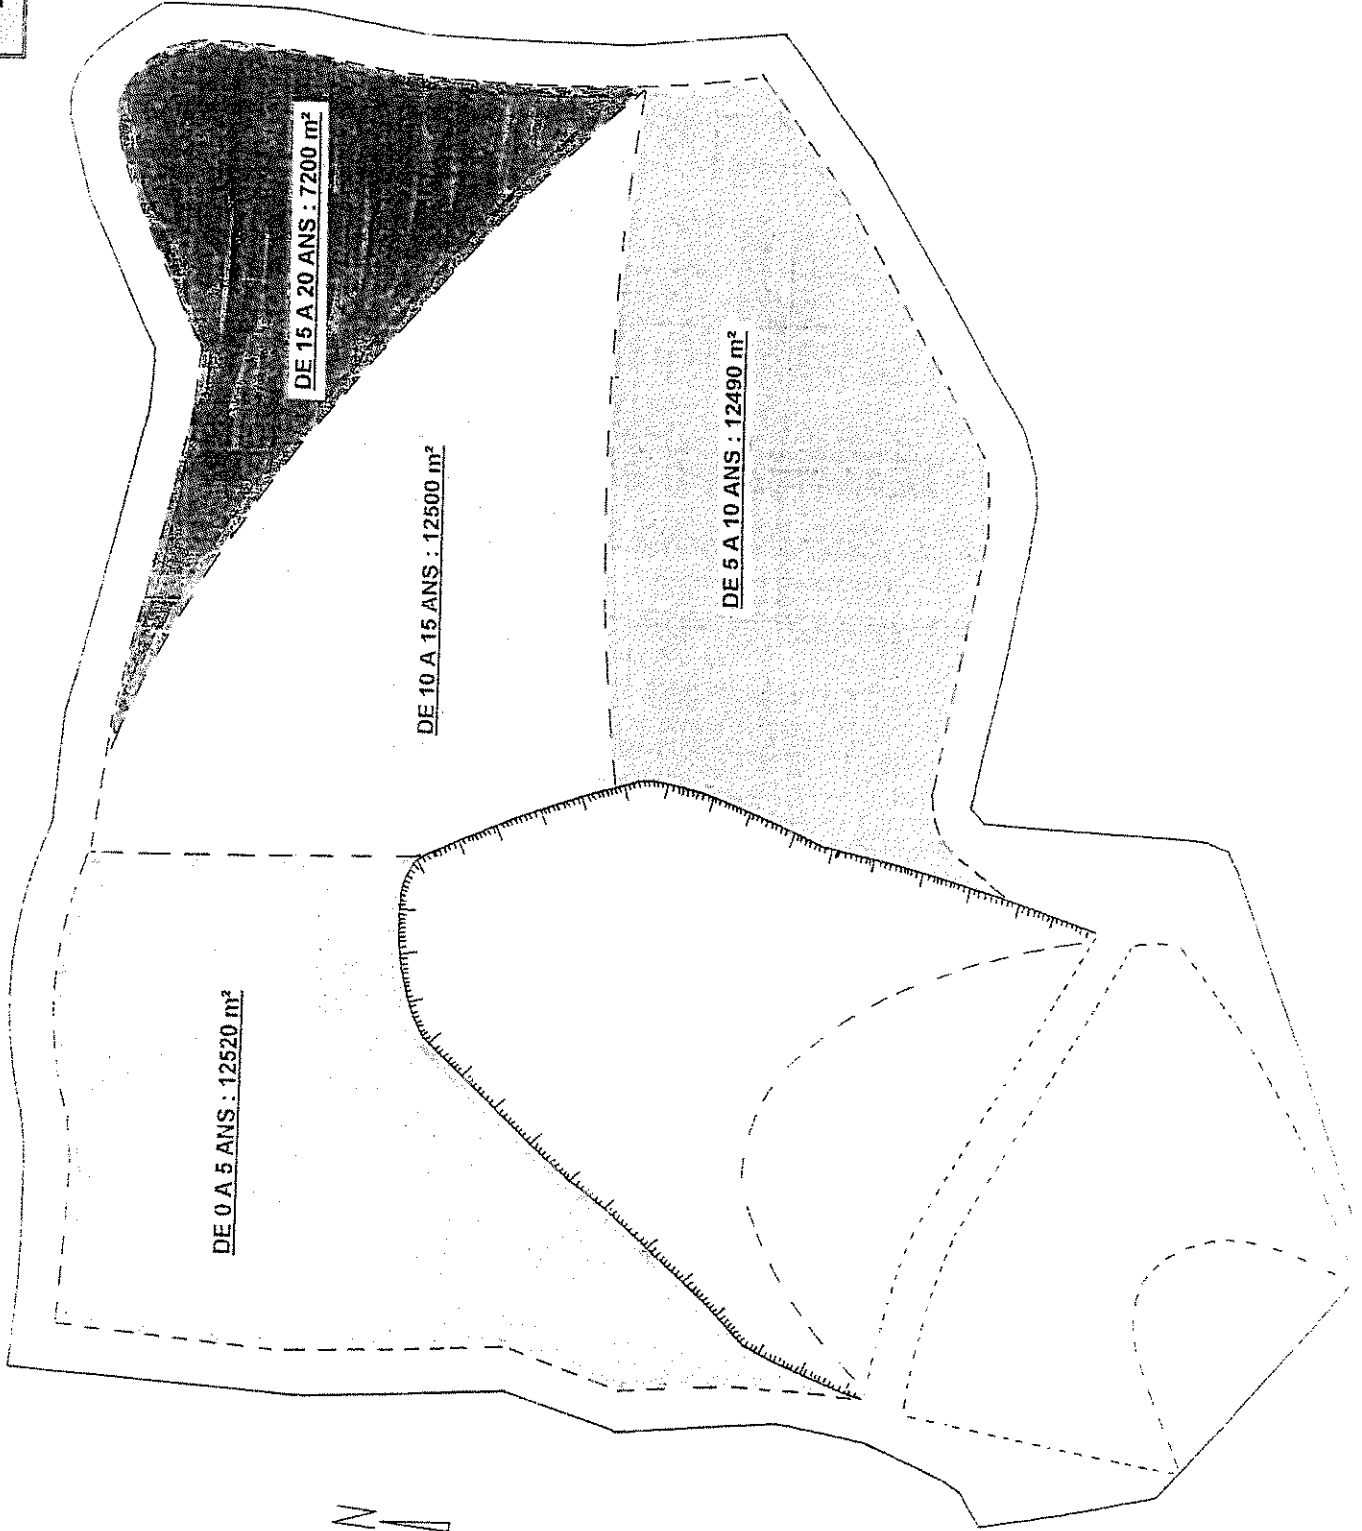 DE 15 A 20 ANS : 7200 m²
DE 10 A 15 ANS : 12500 m²
DE 5 A 10 ANS : 12490 m²
DE 0 A 5 ANS : 12520 m²
N